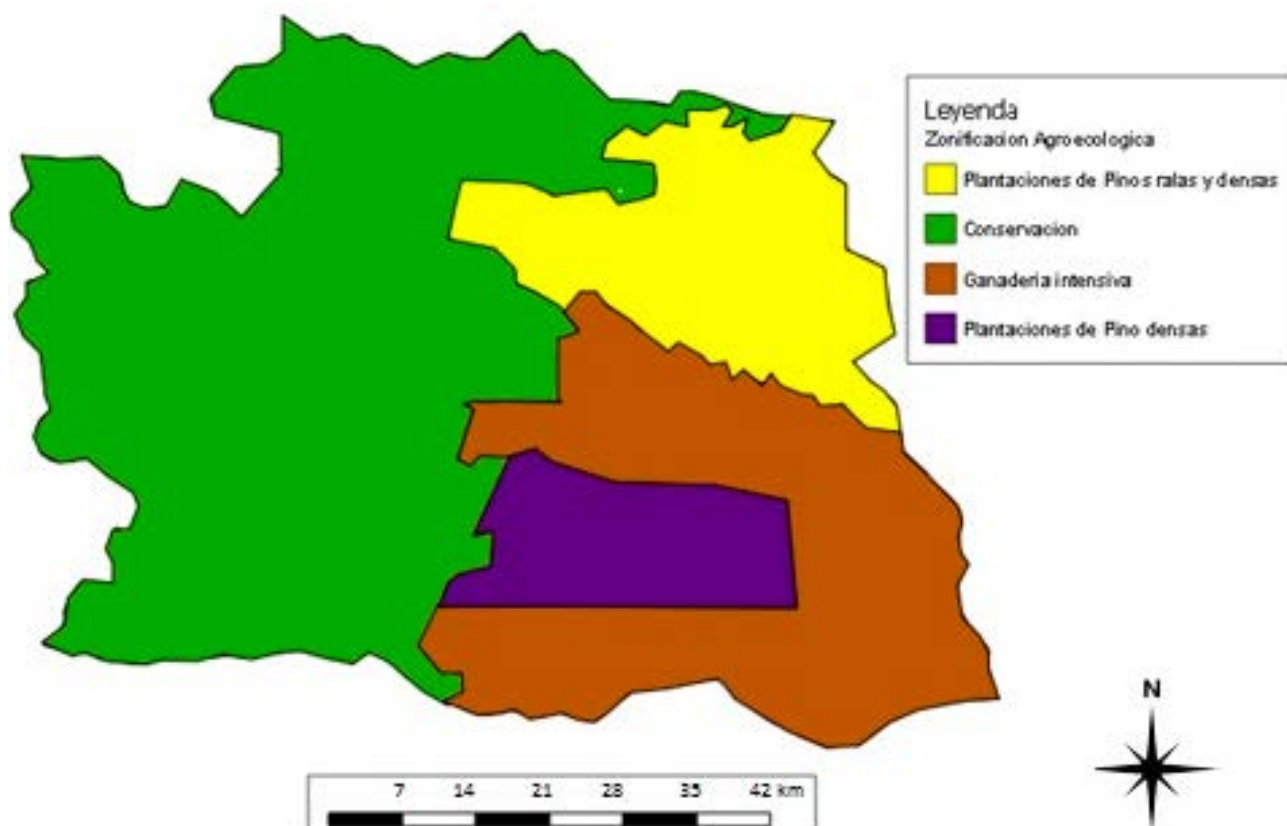 Leyenda
Zonificacion Agroecologica
Plantaciones de Pinos ralas y densas
Conservacion
Ganaderia intensiva
Plantaciones de Pino densas
N
7 14 21 28 35 42 km